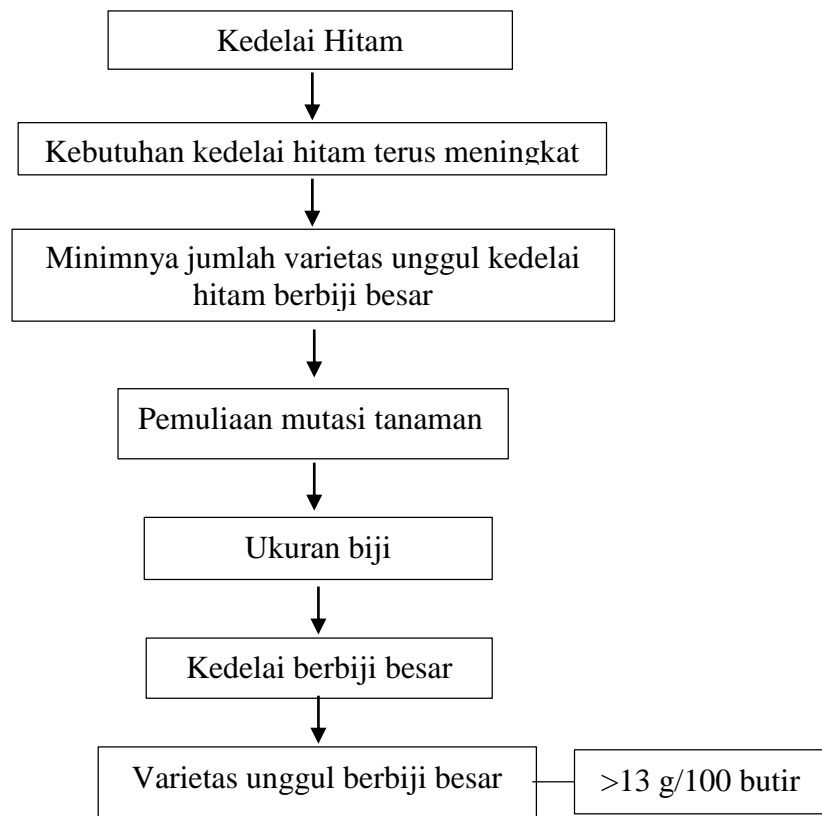 Kedelai Hitam
Kebutuhan kedelai hitam terus meningkat
Minimnya jumlah varietas unggul kedelai
hitam berbiji besar
Pemuliaan mutasi tanaman
Ukuran biji
Kedelai berbiji besar
Varietas unggul berbiji besar
>13 g/100 butir